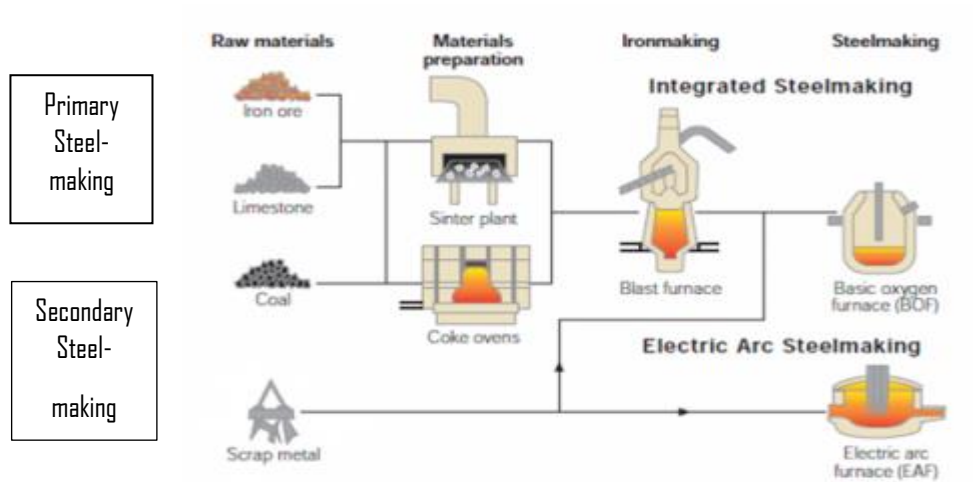 Raw materials
Materials
preparation
Ironmaking
Steelmaking
Integrated Steelmaking
Primary
Steel-
making
Iron ore
Limestone
Sinter plant
Coal
Coke ovens
Blast furnace
Basic oxygen
furnace (BOF)
Secondary
Steel-
making
Electric Arc Steelmaking
Scrap metal
Electric arc
furnace (EAF)